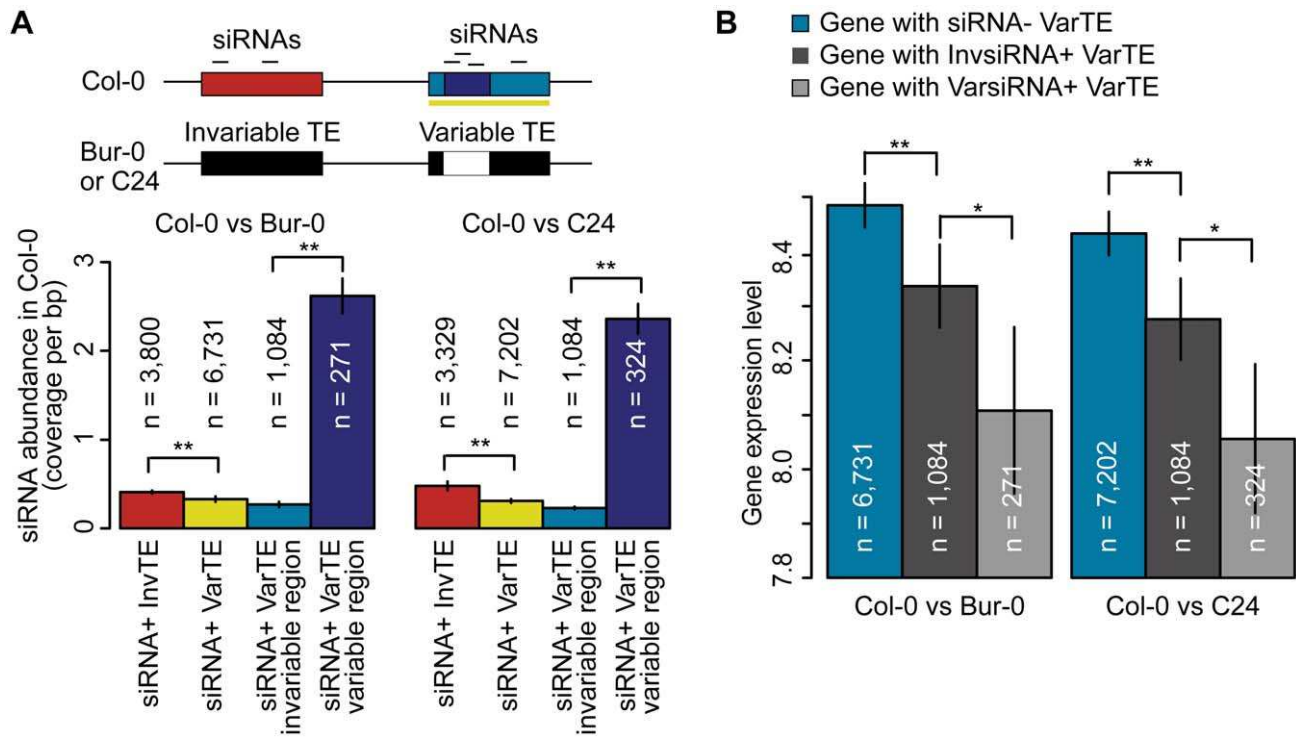 A
siRNAs
siRNAs
Col-0
Invariable TE
Variable TE
Bur-0
or C24
Col-0 vs Bur-0
Col-0 vs C24
siRNA abundance in Col-0
(coverage per bp)
3
2
1
0
n = 3,800
n = 6,731
n = 1,084
n = 271
**
**
n = 3,329
n = 7,202
n = 1,084
n = 324
**
**
siRNA+ InvTE
siRNA+ VarTE
siRNA+ VarTE
invariable region
siRNA+ VarTE
variable region
siRNA+ InvTE
siRNA+ VarTE
siRNA+ VarTE
invariable region
siRNA+ VarTE
variable region
B
Gene with siRNA- VarTE
Gene with InvsiRNA+ VarTE
Gene with VarsiRNA+ VarTE
Gene expression level
8.4
8.2
8.0
7.8
**
*
**
*
n = 6,731
n = 1,084
n = 271
n = 7,202
n = 1,084
n = 324
Col-0 vs Bur-0
Col-0 vs C24